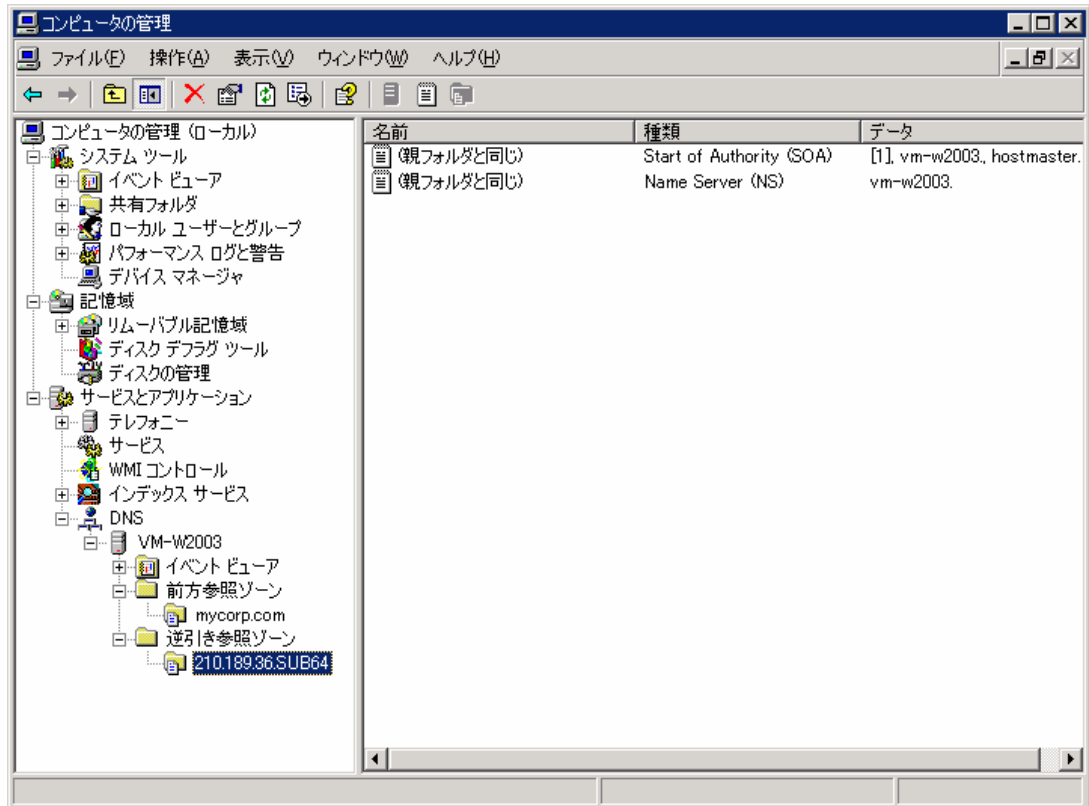 コンピュータの管理
ファイル(F) 操作(A) 表示(V) ウィンドウ(W) ヘルプ(H)
コンピュータの管理 (ローカル)
システム ツール
イベント ビューア
共有フォルダ
ローカル ユーザーとグループ
パフォーマンス ログと警告
デバイス マネージャ
記憶域
リムーバブル記憶域
ディスク デフラグ ツール
ディスクの管理
サービスとアプリケーション
テレフォニー
サービス
WMI コントロール
インデックス サービス
DNS
VM-W2003
イベント ビューア
前方参照ゾーン
mycorp.com
逆引き参照ゾーン
210.189.36.SUB64
名前 種類 データ
(親フォルダと同じ) Start of Authority (SOA) [1], vm-w2003., hostmaster.
(親フォルダと同じ) Name Server (NS) vm-w2003.